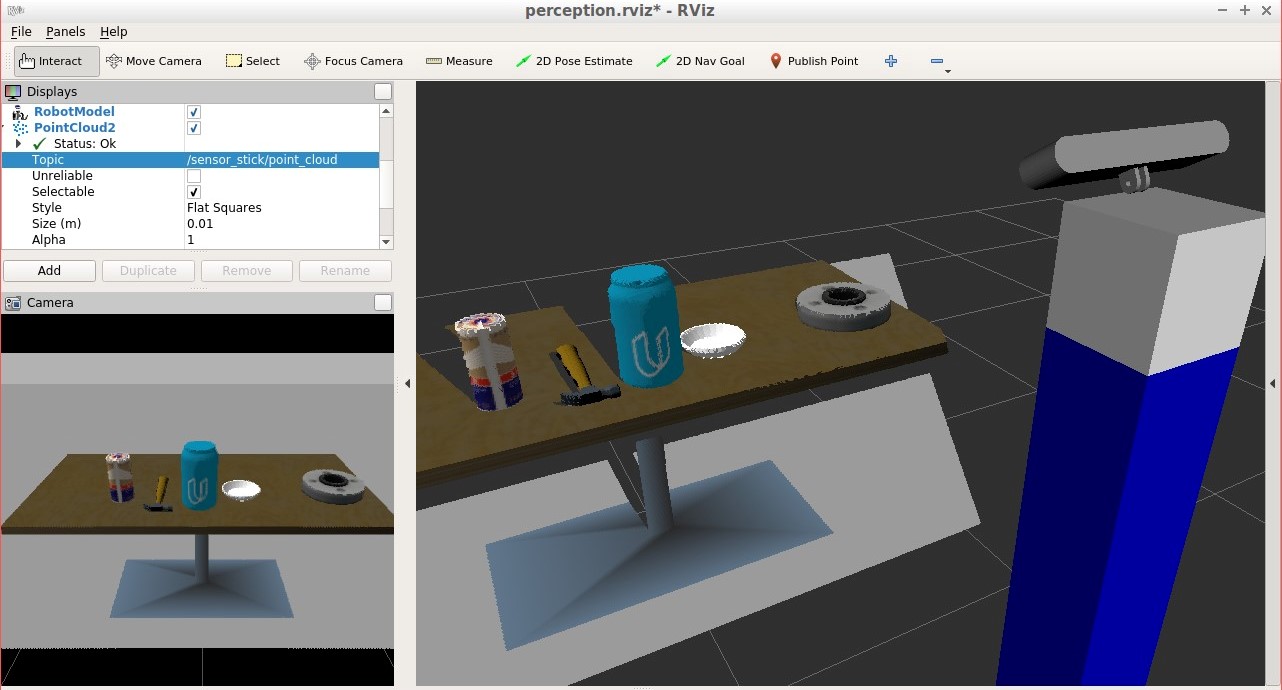 perception.rviz* - RViz
File Panels Help
Interact Move Camera Select Focus Camera Measure 2D Pose Estimate 2D Nav Goal Publish Point
Displays
RobotModel
PointCloud2
Status: Ok
Topic /sensor_stick/point_cloud
Unreliable
Selectable
Style Flat Squares
Size (m) 0.01
Alpha 1
Add Duplicate Remove Rename
Camera